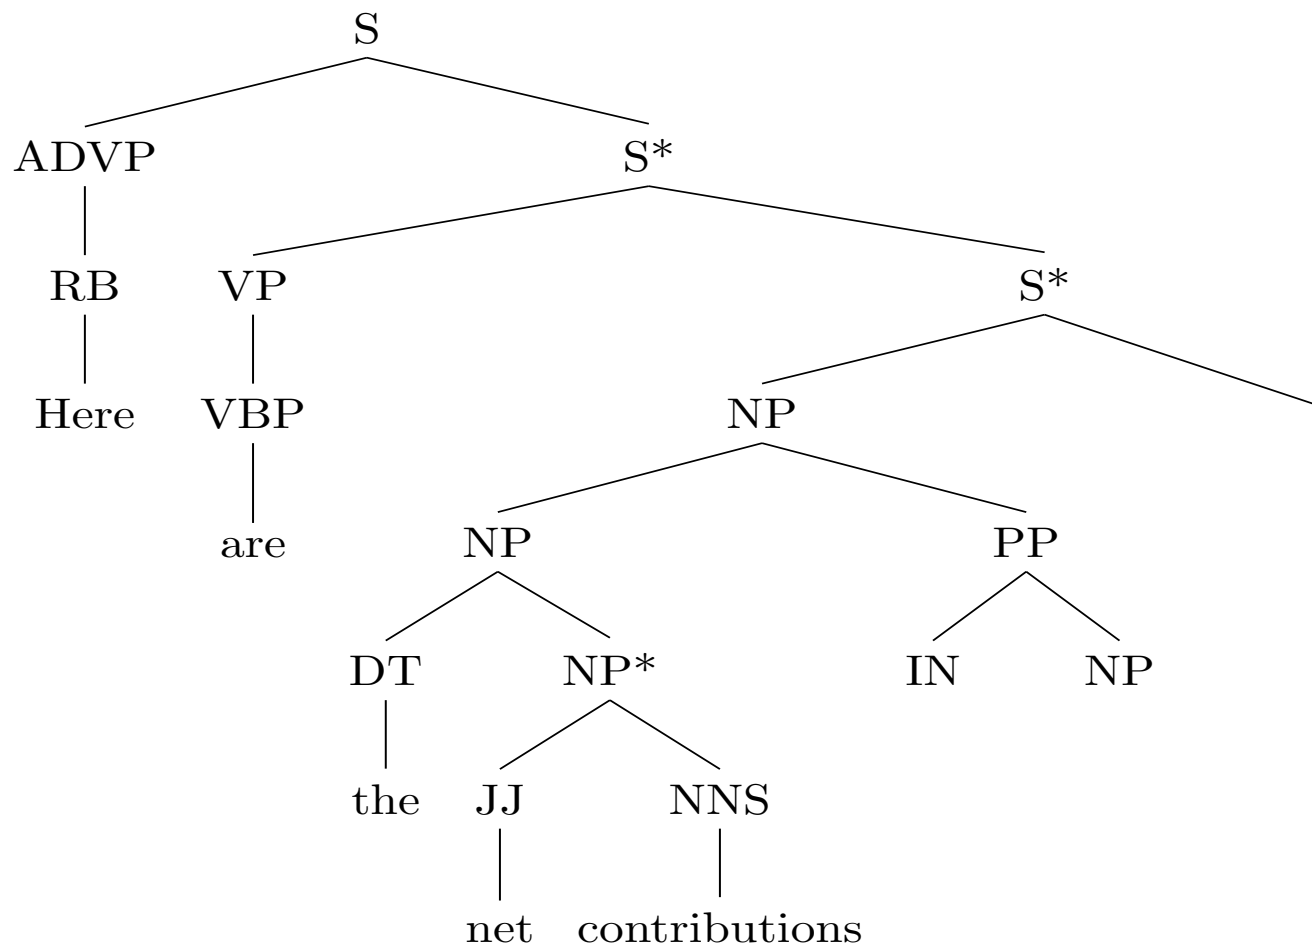 S
ADVP S*
RB VP S*
Here VBP NP
are NP PP
DT NP* IN NP
the JJ NNS
net contributions